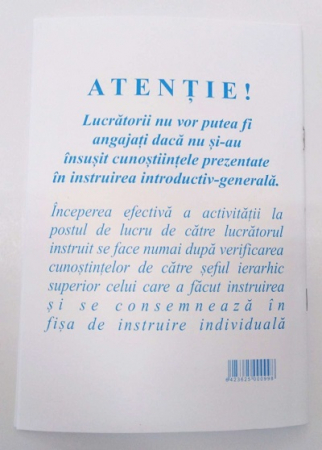 ATENȚIE!
Lucrătorii nu vor putea fi
angajați dacă nu și-au
însușit cunoștiințele prezentate
în instruirea introductiv-generală.
Începerea efectivă a activității la
postul de lucru de către lucrătorul
instruit se face numai după verificarea
cunoștințelor de către șeful ierarhic
superior celui care a făcut instruirea
și se consemnează în
fișa de instruire individuală